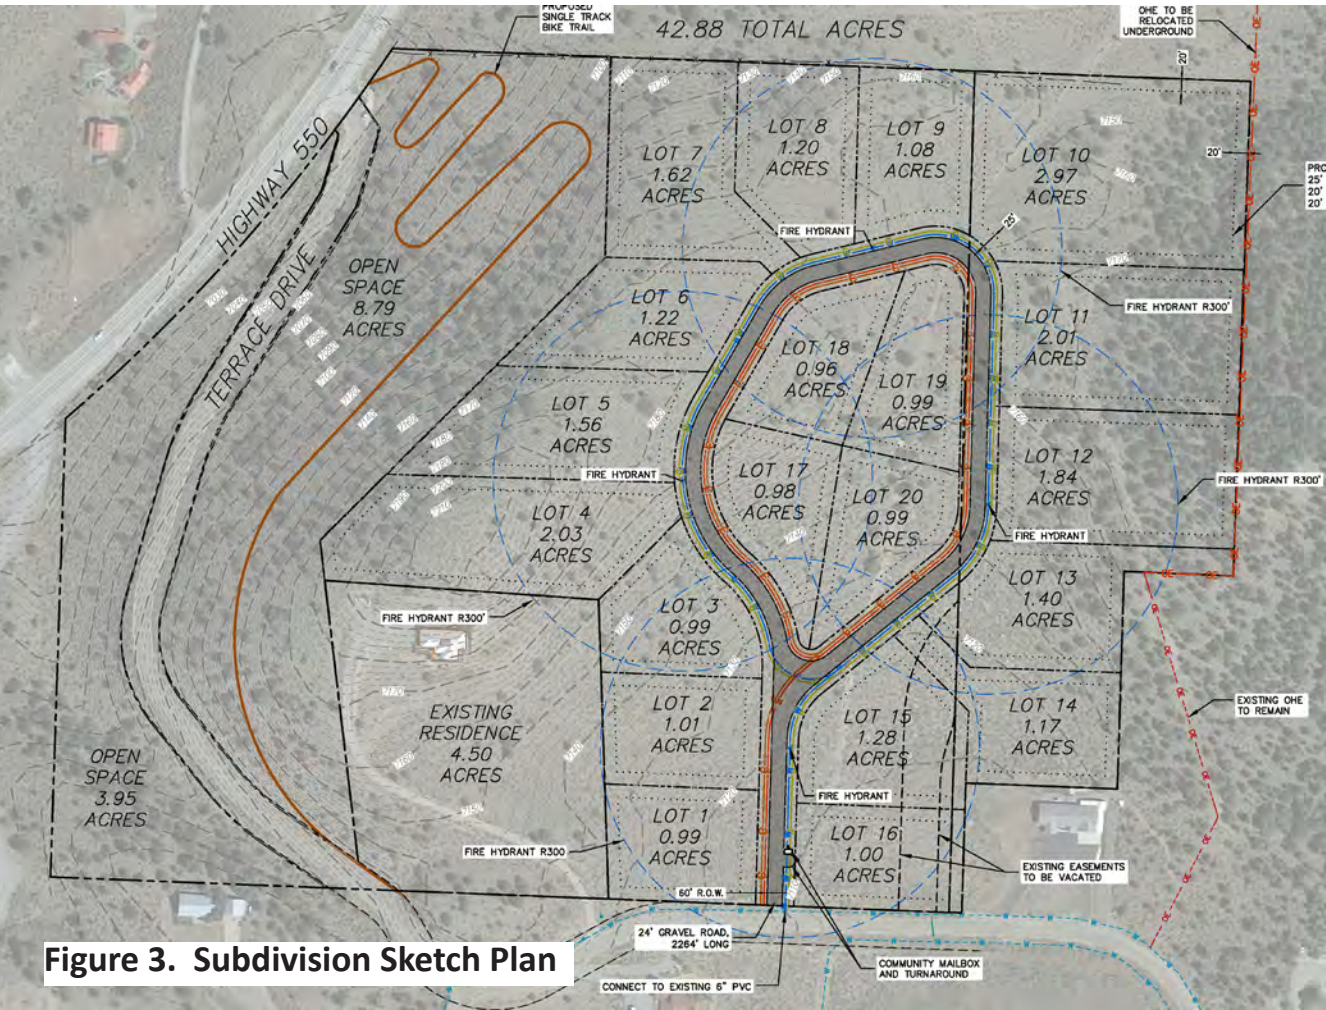 PROPOSED
SINGLE TRACK
BIKE TRAIL
42.88 TOTAL ACRES
OHE TO BE
RELOCATED
UNDERGROUND
20'
HIGHWAY 550
TERRACE DRIVE
OPEN
SPACE
8.79
ACRES
LOT 7
1.62
ACRES
LOT 8
1.20
ACRES
LOT 9
1.08
ACRES
LOT 10
2.97
ACRES
20'
PRO
25'
20'
20'
FIRE HYDRANT
25'
LOT 6
1.22
ACRES
FIRE HYDRANT R300'
LOT 11
2.01
ACRES
LOT 18
0.96
ACRES
LOT 19
0.99
ACRES
LOT 5
1.56
ACRES
FIRE HYDRANT
LOT 17
0.98
ACRES
LOT 20
0.99
ACRES
LOT 12
1.84
ACRES
FIRE HYDRANT R300'
LOT 4
2.03
ACRES
FIRE HYDRANT
LOT 13
1.40
ACRES
FIRE HYDRANT R300'
LOT 3
0.99
ACRES
LOT 2
1.01
ACRES
EXISTING
RESIDENCE
4.50
ACRES
LOT 15
1.28
ACRES
LOT 14
1.17
ACRES
EXISTING OHE
TO REMAIN
OPEN
SPACE
3.95
ACRES
FIRE HYDRANT
LOT 1
0.99
ACRES
FIRE HYDRANT R300
LOT 16
1.00
ACRES
EXISTING EASEMENTS
TO BE VACATED
60' R.O.W.
24' GRAVEL ROAD,
2264' LONG
COMMUNITY MAILBOX
AND TURNAROUND
CONNECT TO EXISTING 6" PVC
Figure 3. Subdivision Sketch Plan